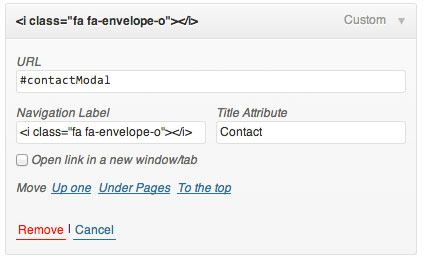 <i class="fa fa-envelope-o"></i> Custom ▼
URL
#contactModal
Navigation Label Title Attribute
<i class="fa fa-envelope-o"></i> Contact
Open link in a new window/tab
Move Up one Under Pages To the top
Remove | Cancel